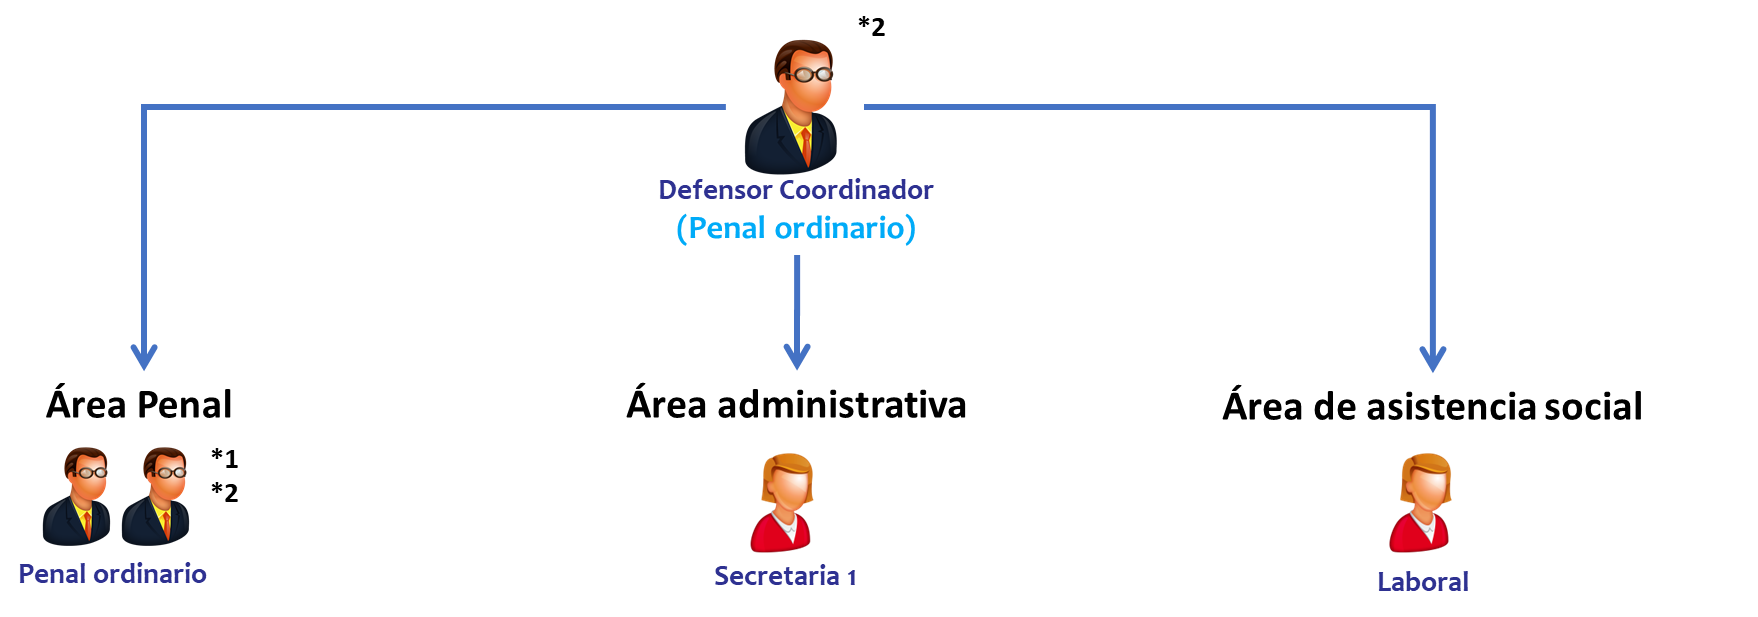 *2
Defensor Coordinador
(Penal ordinario)
Área Penal
Área administrativa
Área de asistencia social
*1
*2
Penal ordinario
Secretaria 1
Laboral